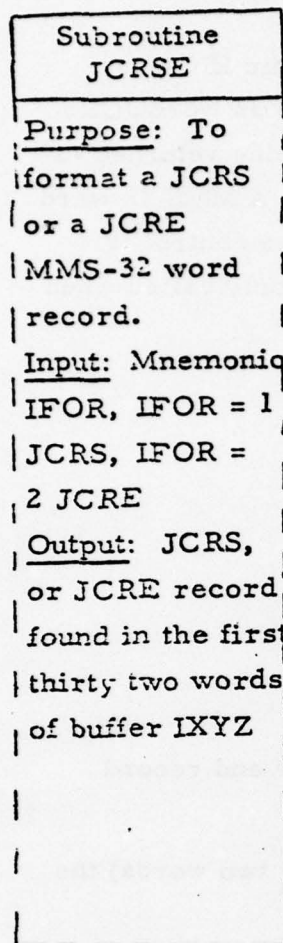 Subroutine
JCRSE
Purpose: To
format a JCRS
or a JCRE
MMS-32 word
record.
Input: Mnemonic
IFOR, IFOR = 1
JCRS, IFOR =
2 JCRE
Output: JCRS,
or JCRE record
found in the first
thirty two words
of buffer IXYZ